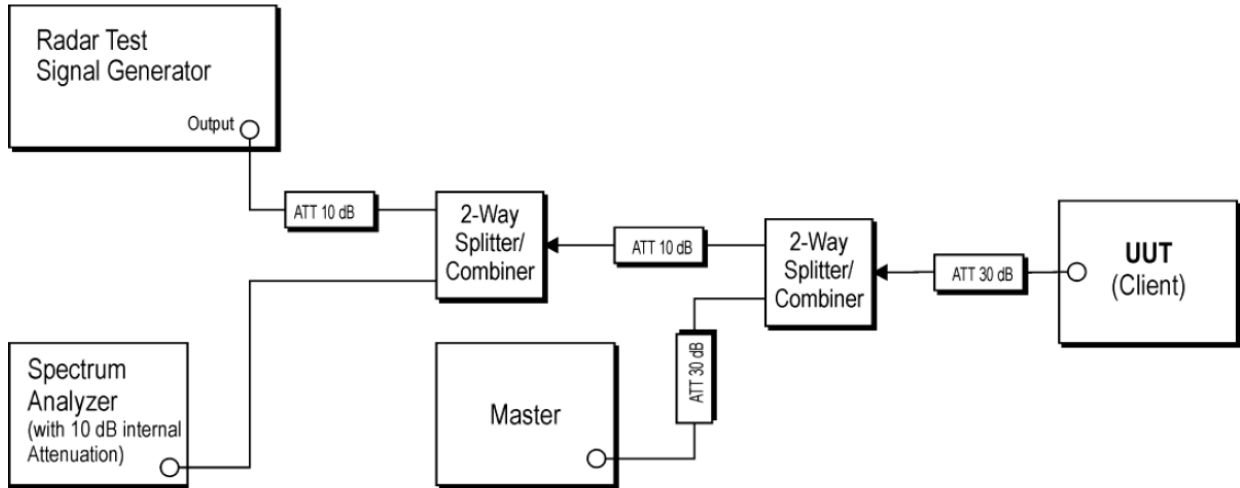 Radar Test
Signal Generator
Output
ATT 10 dB
2-Way
Splitter/
Combiner
ATT 10 dB
2-Way
Splitter/
Combiner
ATT 30 dB
UUT
(Client)
Spectrum
Analyzer
(with 10 dB internal
Attenuation)
Master
ATT 30 dB